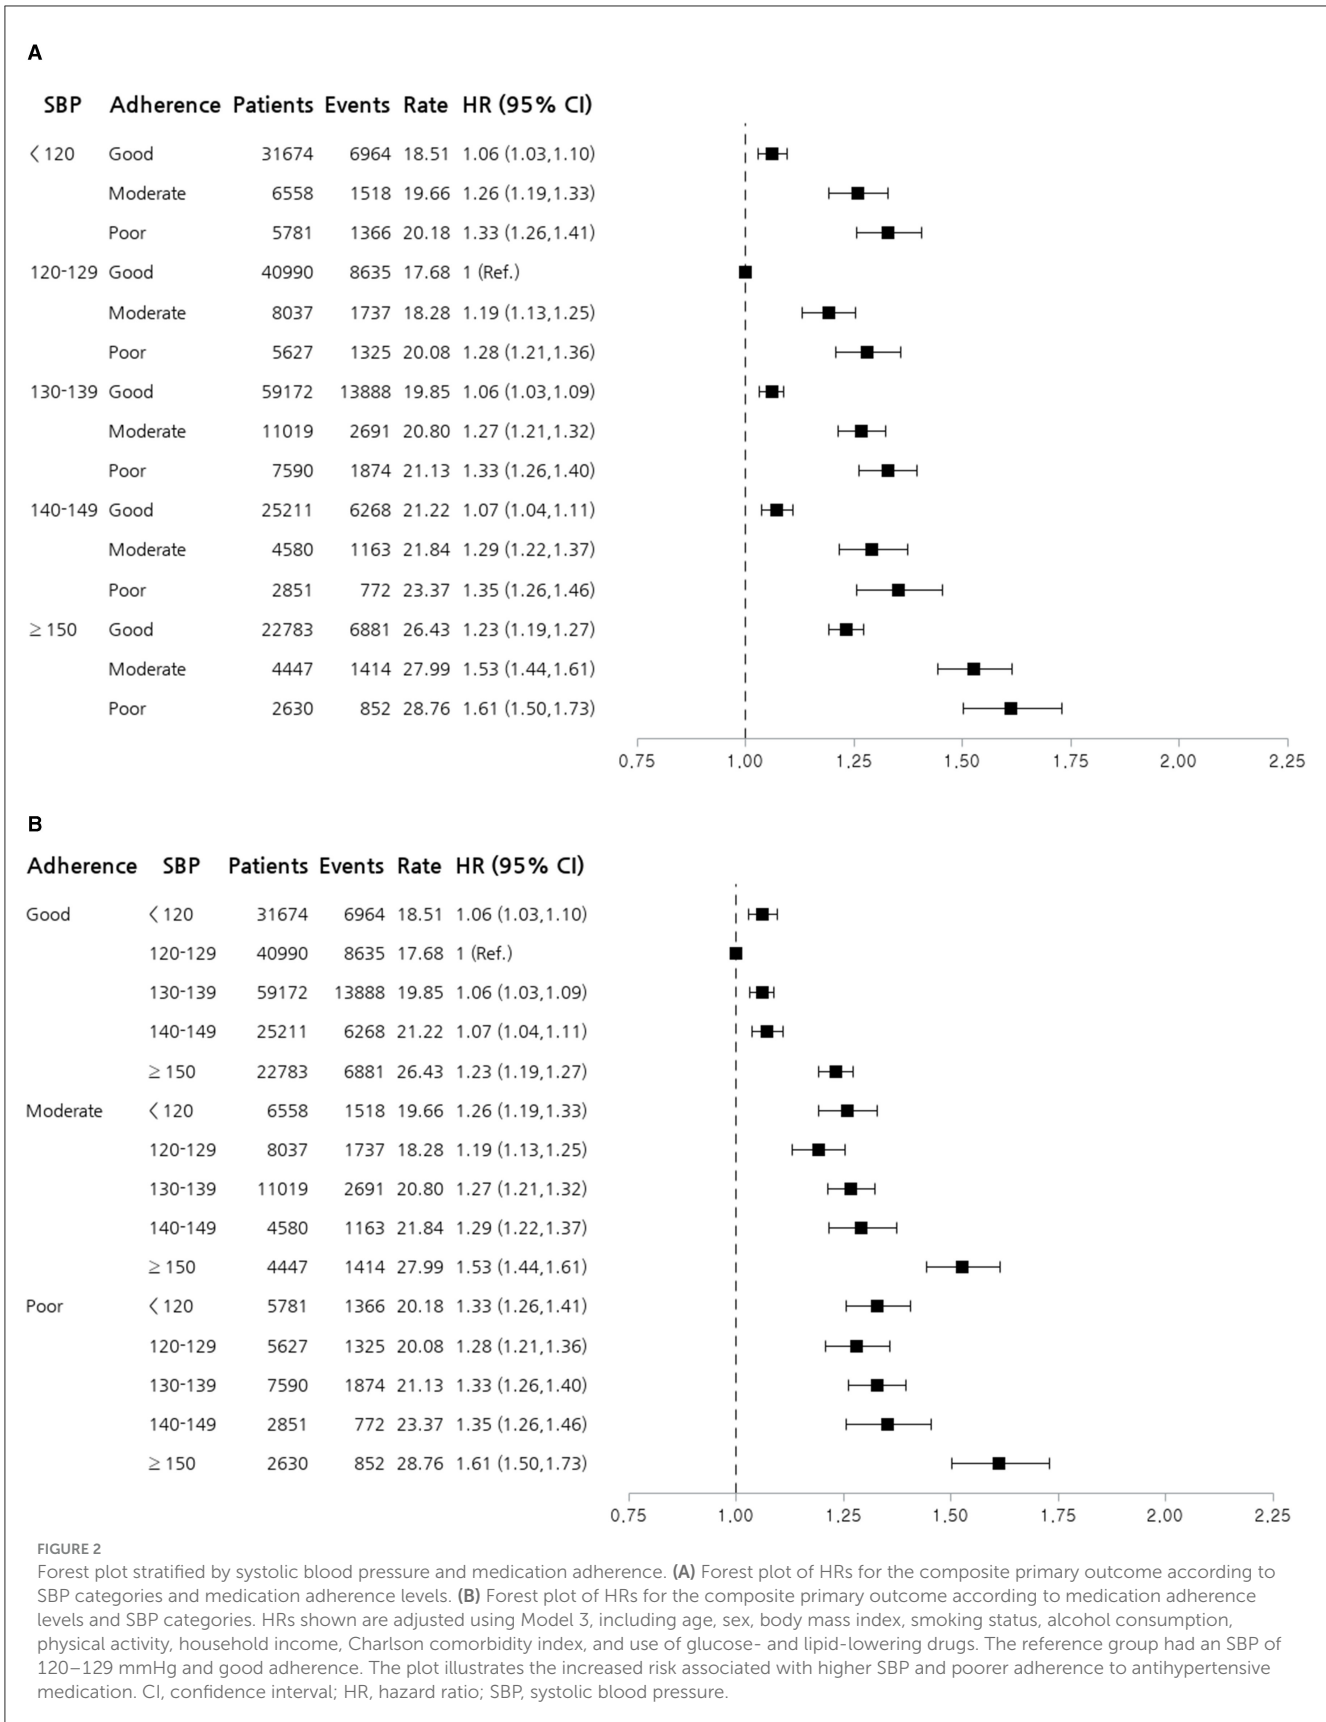 A
SBP Adherence Patients Events Rate HR (95% CI)
< 120 Good 31674 6964 18.51 1.06 (1.03,1.10)
Moderate 6558 1518 19.66 1.26 (1.19,1.33)
Poor 5781 1366 20.18 1.33 (1.26,1.41)
120-129 Good 40990 8635 17.68 1 (Ref.)
Moderate 8037 1737 18.28 1.19 (1.13,1.25)
Poor 5627 1325 20.08 1.28 (1.21,1.36)
130-139 Good 59172 13888 19.85 1.06 (1.03,1.09)
Moderate 11019 2691 20.80 1.27 (1.21,1.32)
Poor 7590 1874 21.13 1.33 (1.26,1.40)
140-149 Good 25211 6268 21.22 1.07 (1.04,1.11)
Moderate 4580 1163 21.84 1.29 (1.22,1.37)
Poor 2851 772 23.37 1.35 (1.26,1.46)
≥ 150 Good 22783 6881 26.43 1.23 (1.19,1.27)
Moderate 4447 1414 27.99 1.53 (1.44,1.61)
Poor 2630 852 28.76 1.61 (1.50,1.73)
0.75 1.00 1.25 1.50 1.75 2.00 2.25
B
Adherence SBP Patients Events Rate HR (95% CI)
Good < 120 31674 6964 18.51 1.06 (1.03,1.10)
120-129 40990 8635 17.68 1 (Ref.)
130-139 59172 13888 19.85 1.06 (1.03,1.09)
140-149 25211 6268 21.22 1.07 (1.04,1.11)
≥ 150 22783 6881 26.43 1.23 (1.19,1.27)
Moderate < 120 6558 1518 19.66 1.26 (1.19,1.33)
120-129 8037 1737 18.28 1.19 (1.13,1.25)
130-139 11019 2691 20.80 1.27 (1.21,1.32)
140-149 4580 1163 21.84 1.29 (1.22,1.37)
≥ 150 4447 1414 27.99 1.53 (1.44,1.61)
Poor < 120 5781 1366 20.18 1.33 (1.26,1.41)
120-129 5627 1325 20.08 1.28 (1.21,1.36)
130-139 7590 1874 21.13 1.33 (1.26,1.40)
140-149 2851 772 23.37 1.35 (1.26,1.46)
≥ 150 2630 852 28.76 1.61 (1.50,1.73)
0.75 1.00 1.25 1.50 1.75 2.00 2.25
FIGURE 2
Forest plot stratified by systolic blood pressure and medication adherence. (A) Forest plot of HRs for the composite primary outcome according to
SBP categories and medication adherence levels. (B) Forest plot of HRs for the composite primary outcome according to medication adherence
levels and SBP categories. HRs shown are adjusted using Model 3, including age, sex, body mass index, smoking status, alcohol consumption,
physical activity, household income, Charlson comorbidity index, and use of glucose- and lipid-lowering drugs. The reference group had an SBP of
120–129 mmHg and good adherence. The plot illustrates the increased risk associated with higher SBP and poorer adherence to antihypertensive
medication. CI, confidence interval; HR, hazard ratio; SBP, systolic blood pressure.